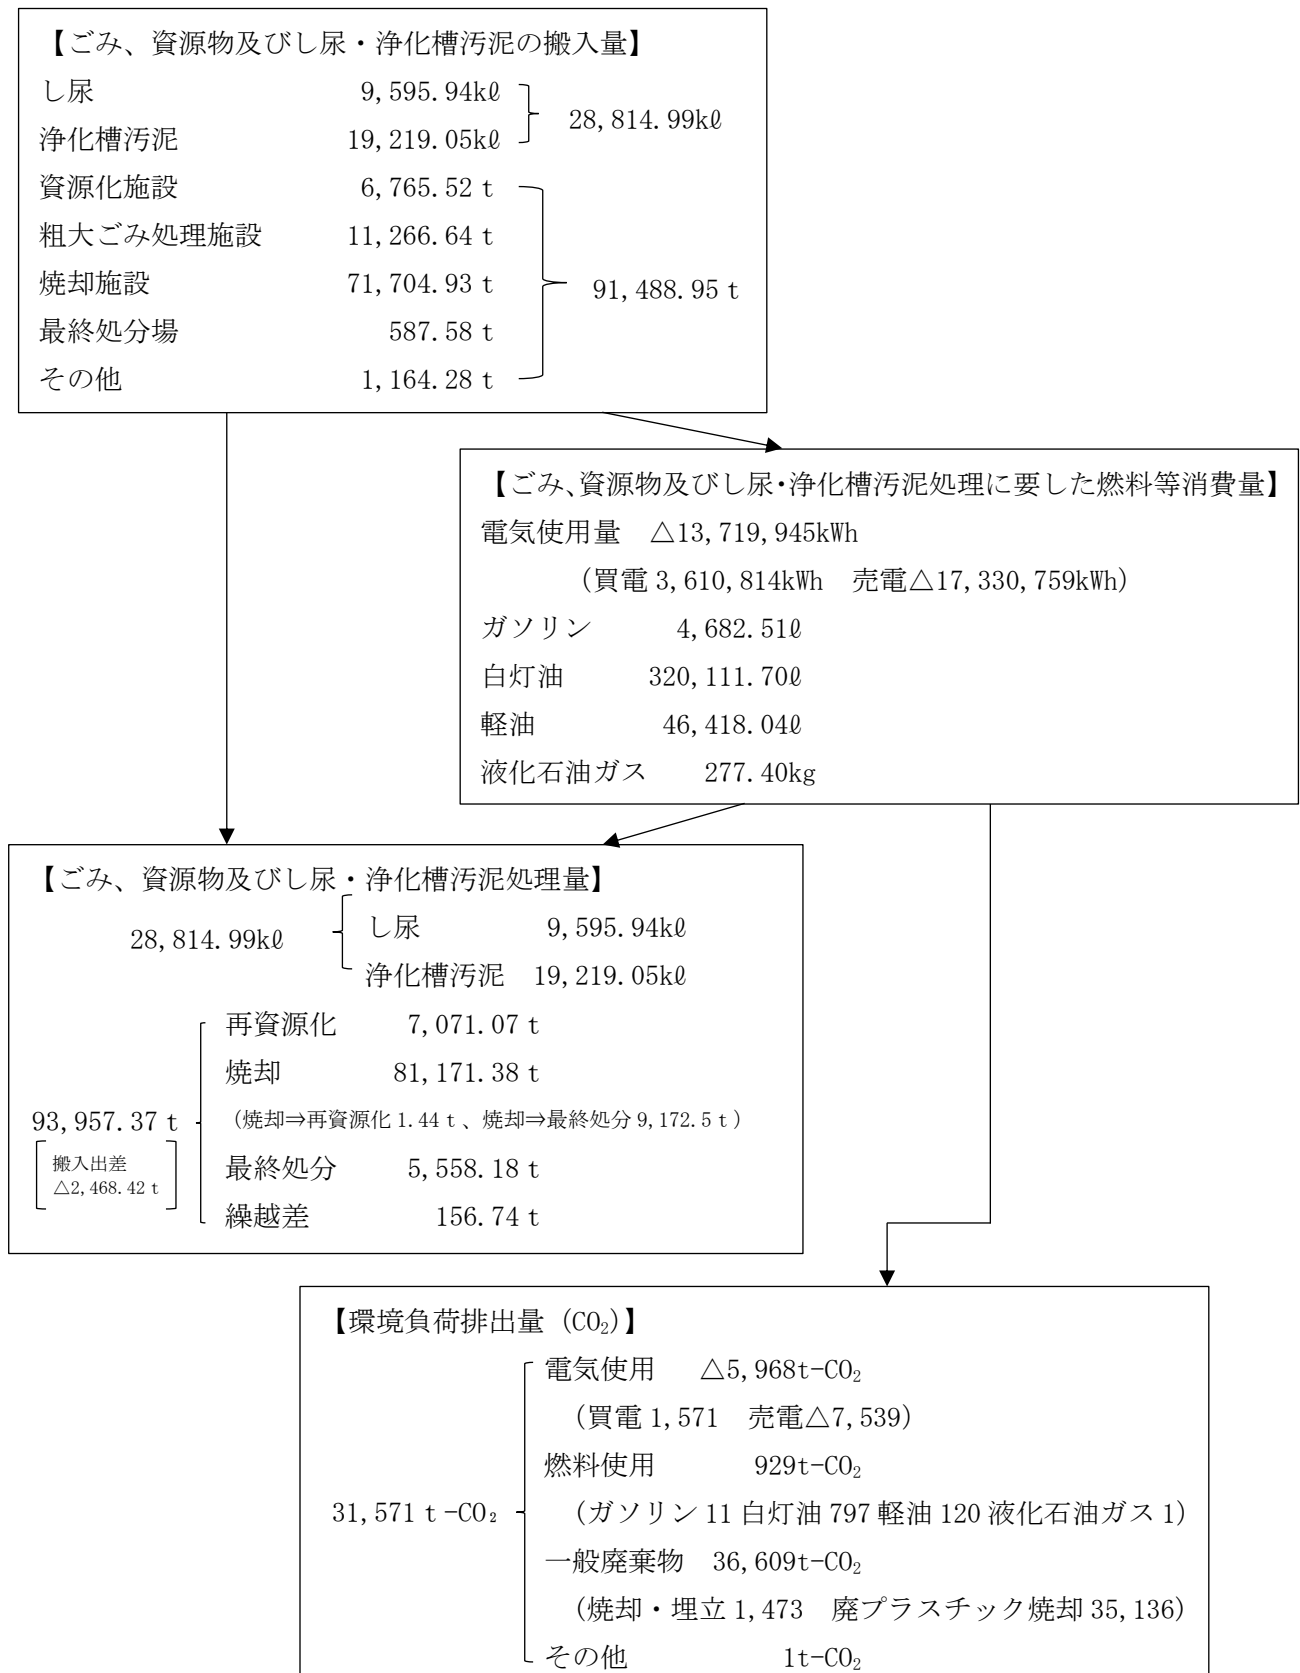 【ごみ、資源物及びし尿・浄化槽汚泥の搬入量】
し尿 9,595.94kℓ
28,814.99kℓ
浄化槽汚泥 19,219.05kℓ
資源化施設 6,765.52ｔ
粗大ごみ処理施設 11,266.64ｔ
焼却施設 71,704.93ｔ
91,488.95ｔ
最終処分場 587.58ｔ
その他 1,164.28ｔ
【ごみ、資源物及びし尿・浄化槽汚泥処理に要した燃料等消費量】
電気使用量 △13,719,945kWh
（買電 3,610,814kWh 売電△17,330,759kWh）
ガソリン 4,682.51ℓ
白灯油 320,111.70ℓ
軽油 46,418.04ℓ
液化石油ガス 277.40kg
【ごみ、資源物及びし尿・浄化槽汚泥処理量】
28,814.99kℓ
し尿 9,595.94kℓ
浄化槽汚泥 19,219.05kℓ
再資源化 7,071.07ｔ
焼却 81,171.38ｔ
93,957.37ｔ
（焼却⇒再資源化 1.44ｔ、焼却⇒最終処分 9,172.5ｔ）
搬入出差
△2,468.42ｔ
最終処分 5,558.18ｔ
繰越差 156.74ｔ
【環境負荷排出量（CO₂）】
電気使用 △5,968t-CO₂
（買電 1,571 売電△7,539）
燃料使用 929t-CO₂
31,571ｔ-CO₂
（ガソリン 11 白灯油 797 軽油 120 液化石油ガス 1）
一般廃棄物 36,609t-CO₂
（焼却・埋立 1,473 廃プラスチック焼却 35,136）
その他 1t-CO₂